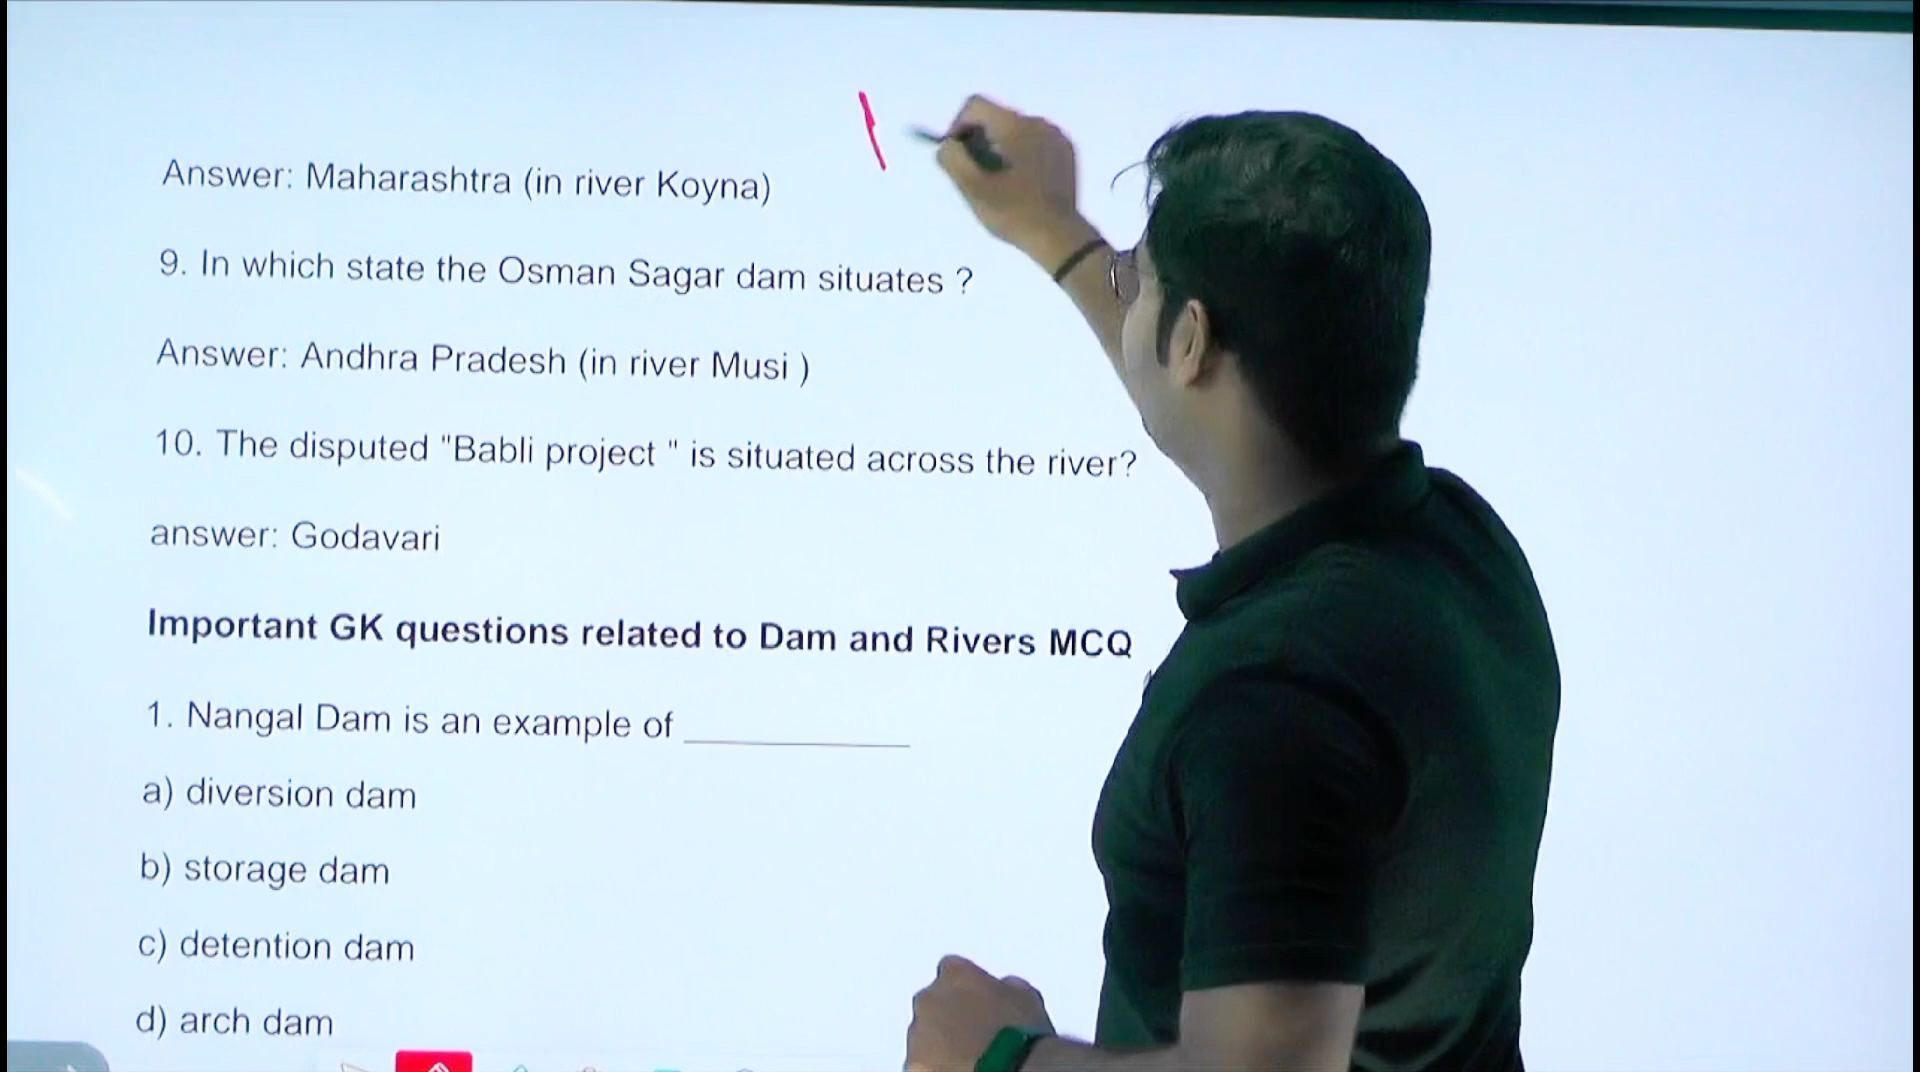 Answer: Maharashtra (in river Koyna)
9. In which state the Osman Sagar dam situates ?
Answer: Andhra Pradesh (in river Musi )
10. The disputed "Babli project " is situated across the river?
answer: Godavari
Important GK questions related to Dam and Rivers MCQ
1. Nangal Dam is an example of __________
a) diversion dam
b) storage dam
c) detention dam
d) arch dam